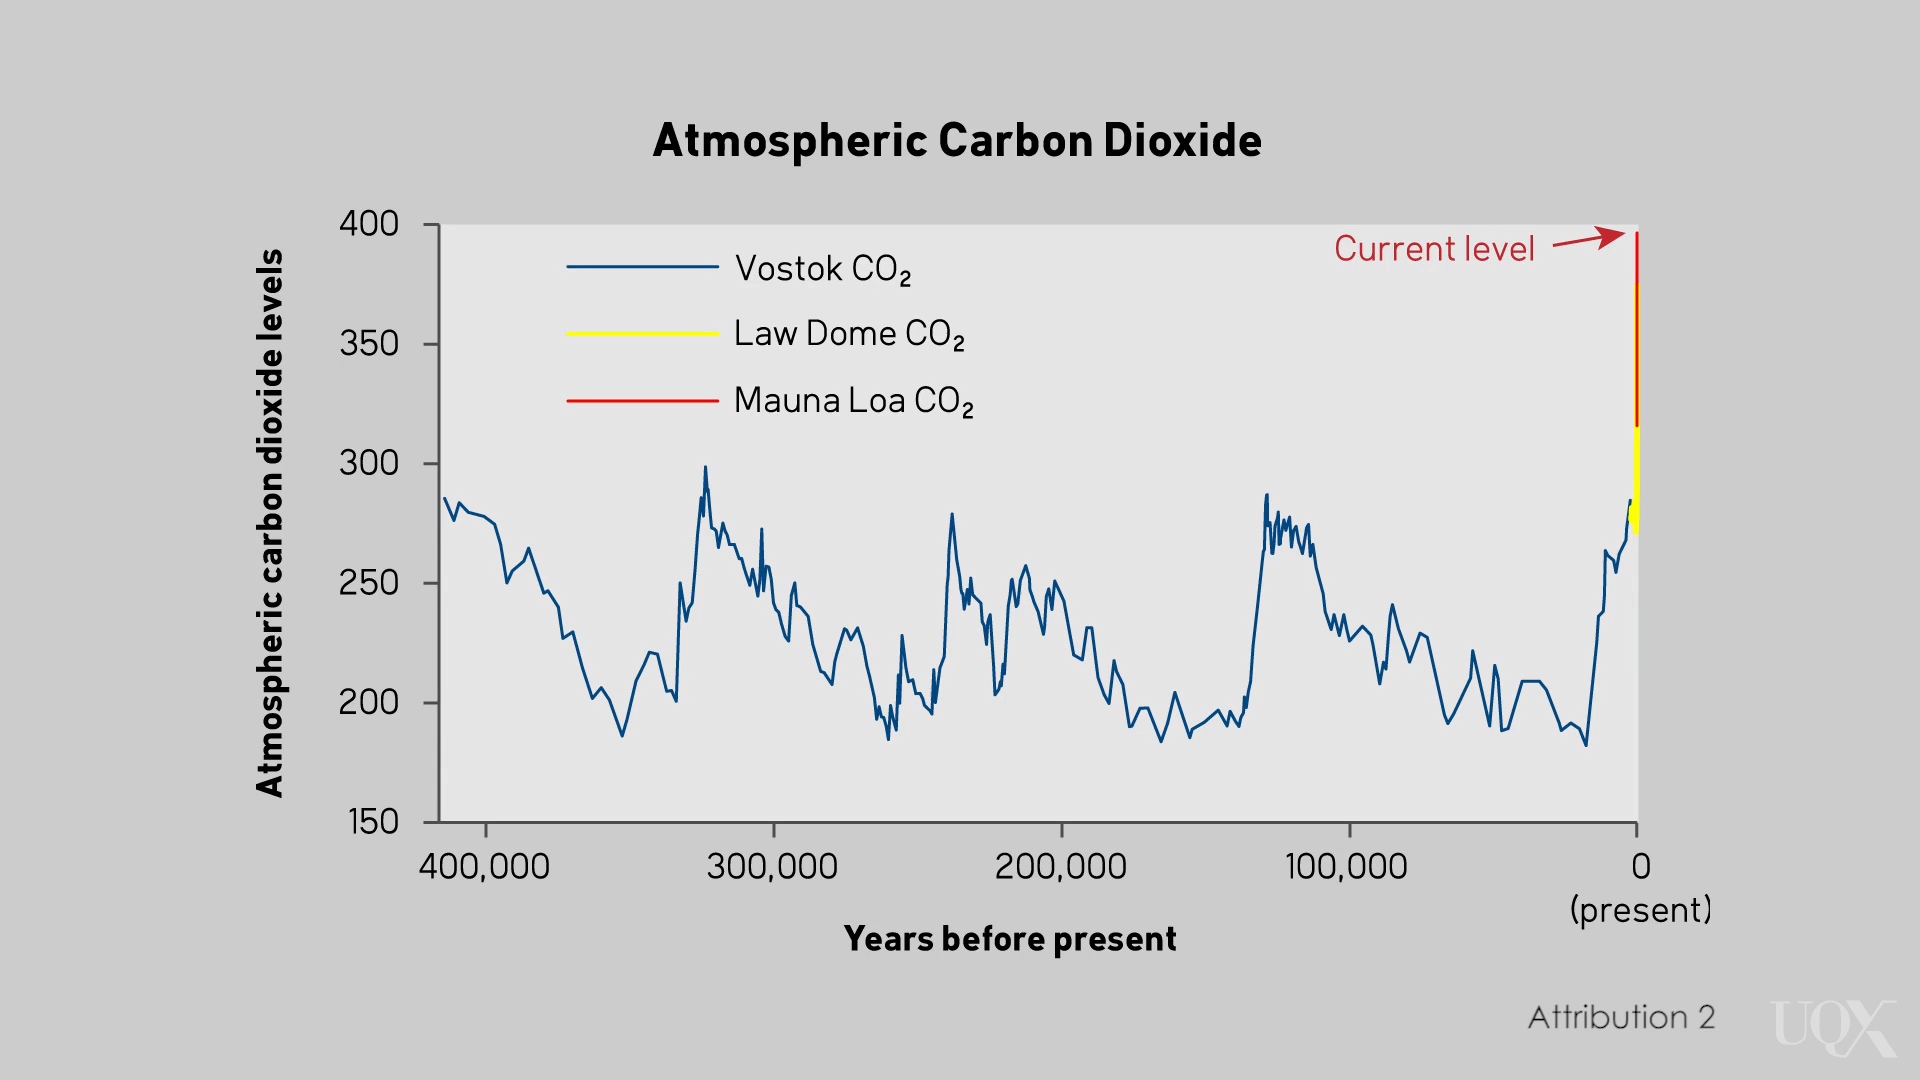 Atmospheric Carbon Dioxide
Atmospheric carbon dioxide levels
400
350
300
250
200
150
Vostok CO₂
Law Dome CO₂
Mauna Loa CO₂
Current level
400,000 300,000 200,000 100,000 0
(present)
Years before present
Attribution 2
UQX